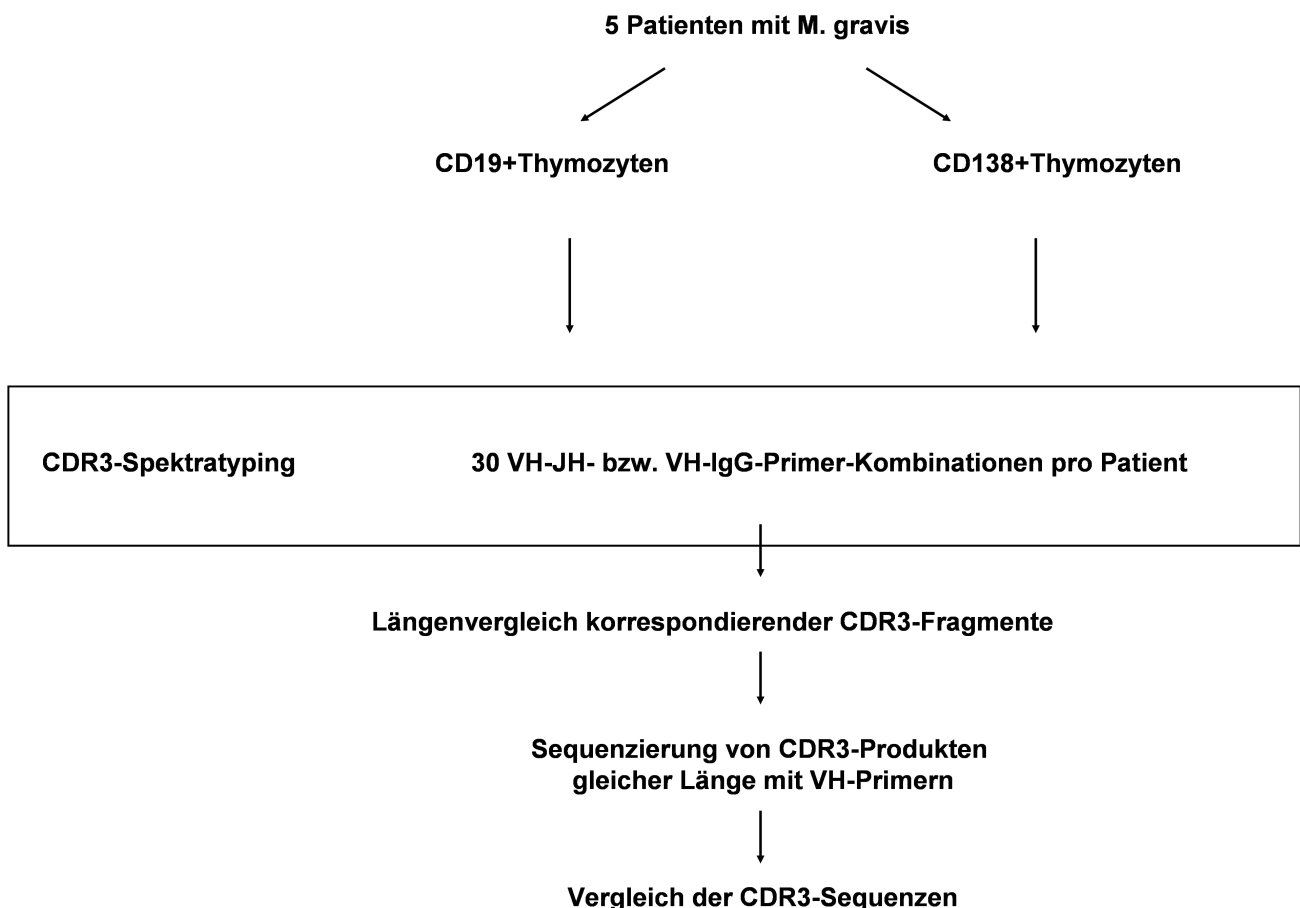 5 Patienten mit M. gravis
CD19+Thymozyten
CD138+Thymozyten
CDR3-Spektratyping
30 VH-JH- bzw. VH-IgG-Primer-Kombinationen pro Patient
Längenvergleich korrespondierender CDR3-Fragmente
Sequenzierung von CDR3-Produkten
gleicher Länge mit VH-Primern
Vergleich der CDR3-Sequenzen